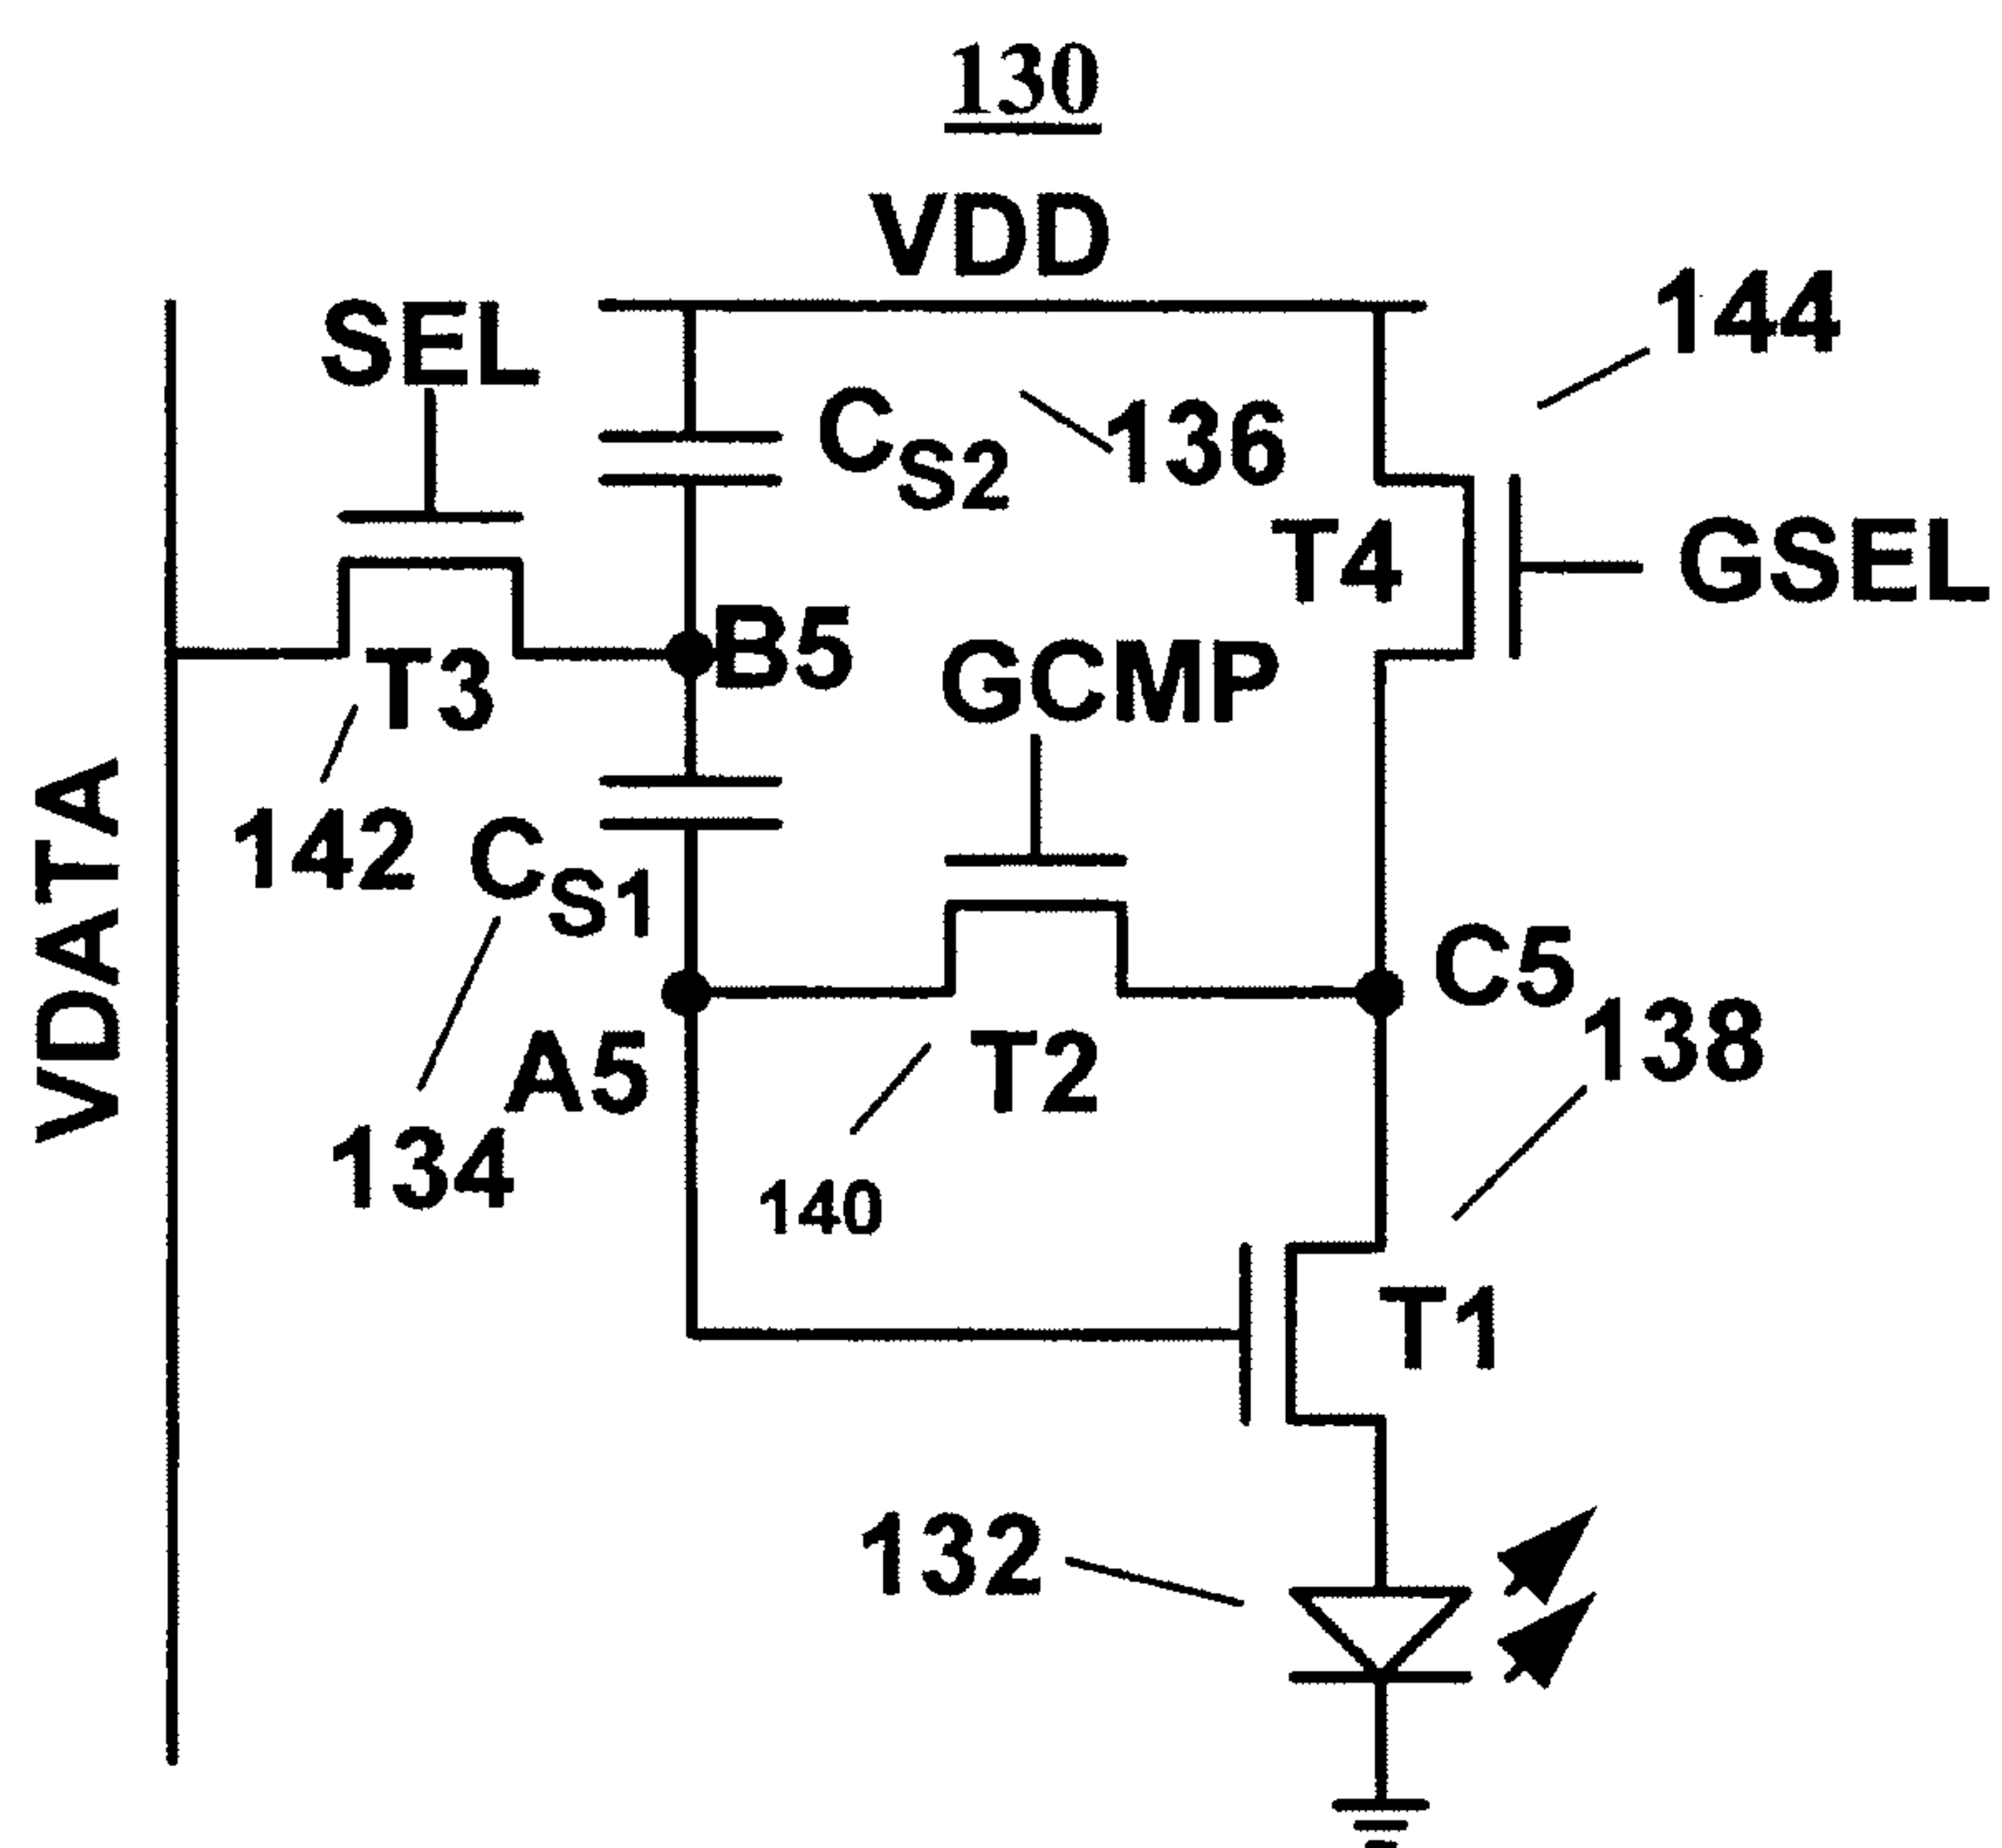 130
VDD
SEL
144
CS2
136
T4
GSEL
B5
GCMP
T3
VDATA
142
CS1
C5
138
A5
T2
134
140
T1
132